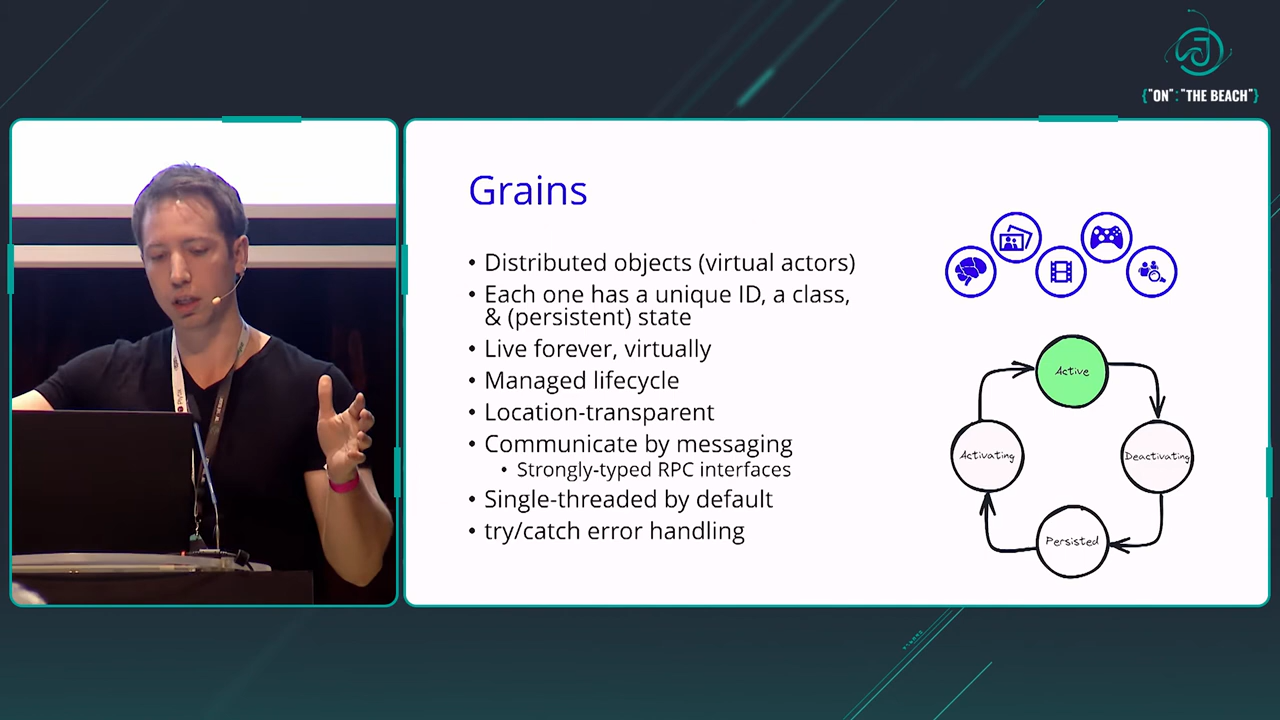 {"ON":"THE BEACH"}
Grains
• Distributed objects (virtual actors)
• Each one has a unique ID, a class,
& (persistent) state
• Live forever, virtually
• Managed lifecycle
• Location-transparent
• Communicate by messaging
• Strongly-typed RPC interfaces
• Single-threaded by default
• try/catch error handling
Active
Activating
Deactivating
Persisted